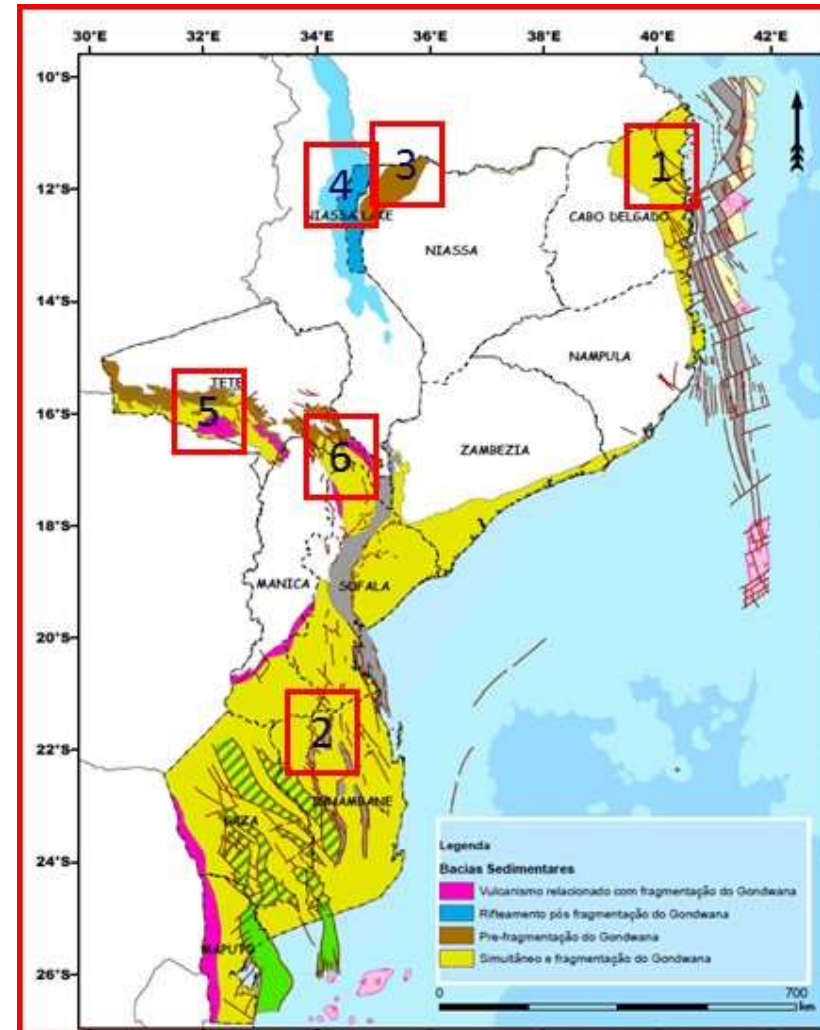 30°E 32°E 34°E 36°E 38°E 40°E 42°E
10°S
12°S
14°S
16°S
18°S
20°S
22°S
24°S
26°S
1
3
4
NIASSA LAKE
CABO DELGADO
NIASSA
NAMPULA
TETE
5
6
ZAMBEZIA
MANICA
SOFALA
2
INHAMBANE
GAZA
MAPUTO
Legenda
Bacias Sedimentares
Vulcanismo relacionado com fragmentação do Gondwana
Rifteamento pós fragmentação do Gondwana
Pre-fragmentação do Gondwana
Simultâneo e fragmentação do Gondwana
0 700
km